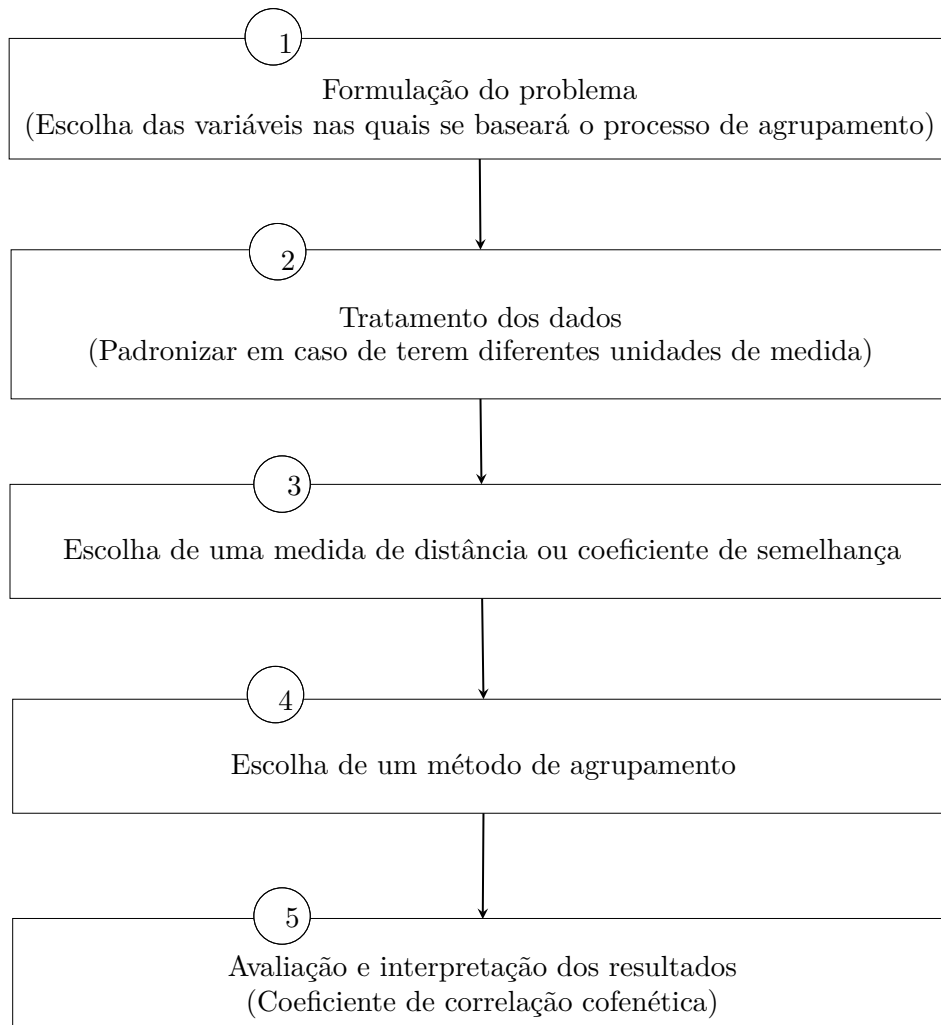 1
Formulação do problema
(Escolha das variáveis nas quais se baseará o processo de agrupamento)
2
Tratamento dos dados
(Padronizar em caso de terem diferentes unidades de medida)
3
Escolha de uma medida de distância ou coeficiente de semelhança
4
Escolha de um método de agrupamento
5
Avaliação e interpretação dos resultados
(Coeficiente de correlação cofenética)